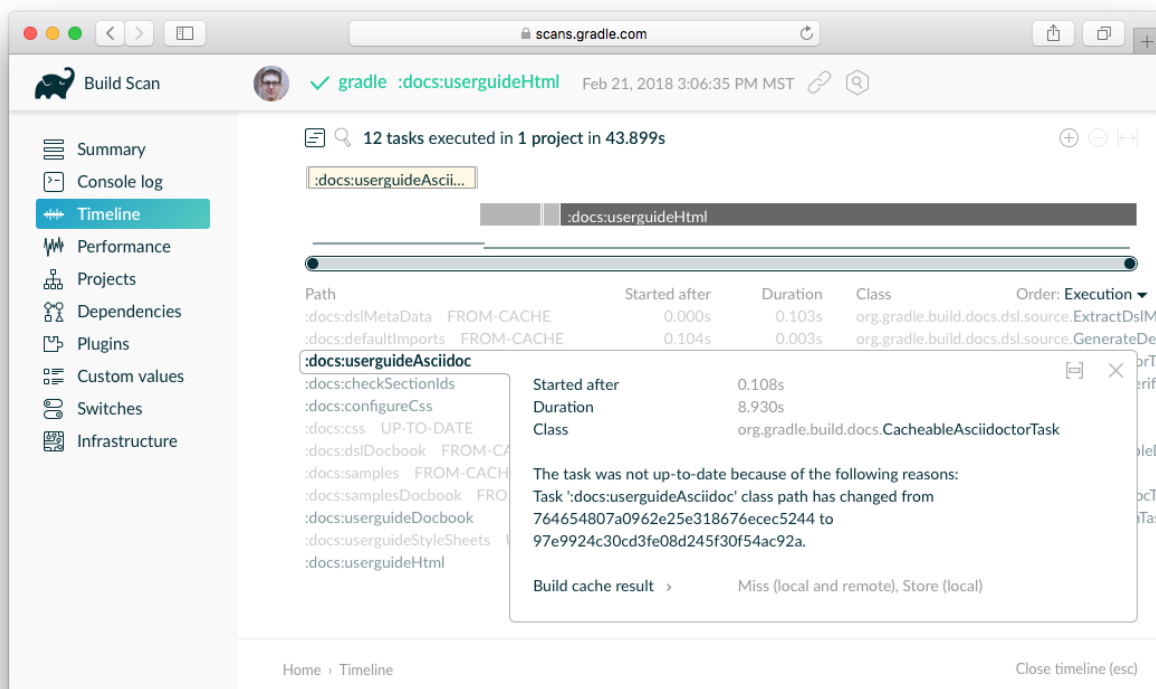 scans.gradle.com
Build Scan
gradle :docs:userguideHtml Feb 21, 2018 3:06:35 PM MST
Summary
Console log
Timeline
Performance
Projects
Dependencies
Plugins
Custom values
Switches
Infrastructure
12 tasks executed in 1 project in 43.899s
:docs:userguideAscii...
:docs:userguideHtml
Path Started after Duration Class Order: Execution
:docs:dslMetaData FROM-CACHE 0.000s 0.103s org.gradle.build.docs.dsl.source.ExtractDslM
:docs:defaultImports FROM-CACHE 0.104s 0.003s org.gradle.build.docs.dsl.source.GenerateDe
:docs:userguideAsciidoc
:docs:checkSectionIds
:docs:configureCss
:docs:css UP-TO-DATE
:docs:dslDocbook FROM-CA
:docs:samples FROM-CACH
:docs:samplesDocbook FRO
:docs:userguideDocbook
:docs:userguideStyleSheets
:docs:userguideHtml
Started after 0.108s
Duration 8.930s
Class org.gradle.build.docs.CacheableAsciidoctorTask
The task was not up-to-date because of the following reasons:
Task ':docs:userguideAsciidoc' class path has changed from
764654807a0962e25e318676ecec5244 to
97e9924c30cd3fe08d245f30f54ac92a.
Build cache result › Miss (local and remote), Store (local)
Home › Timeline
Close timeline (esc)